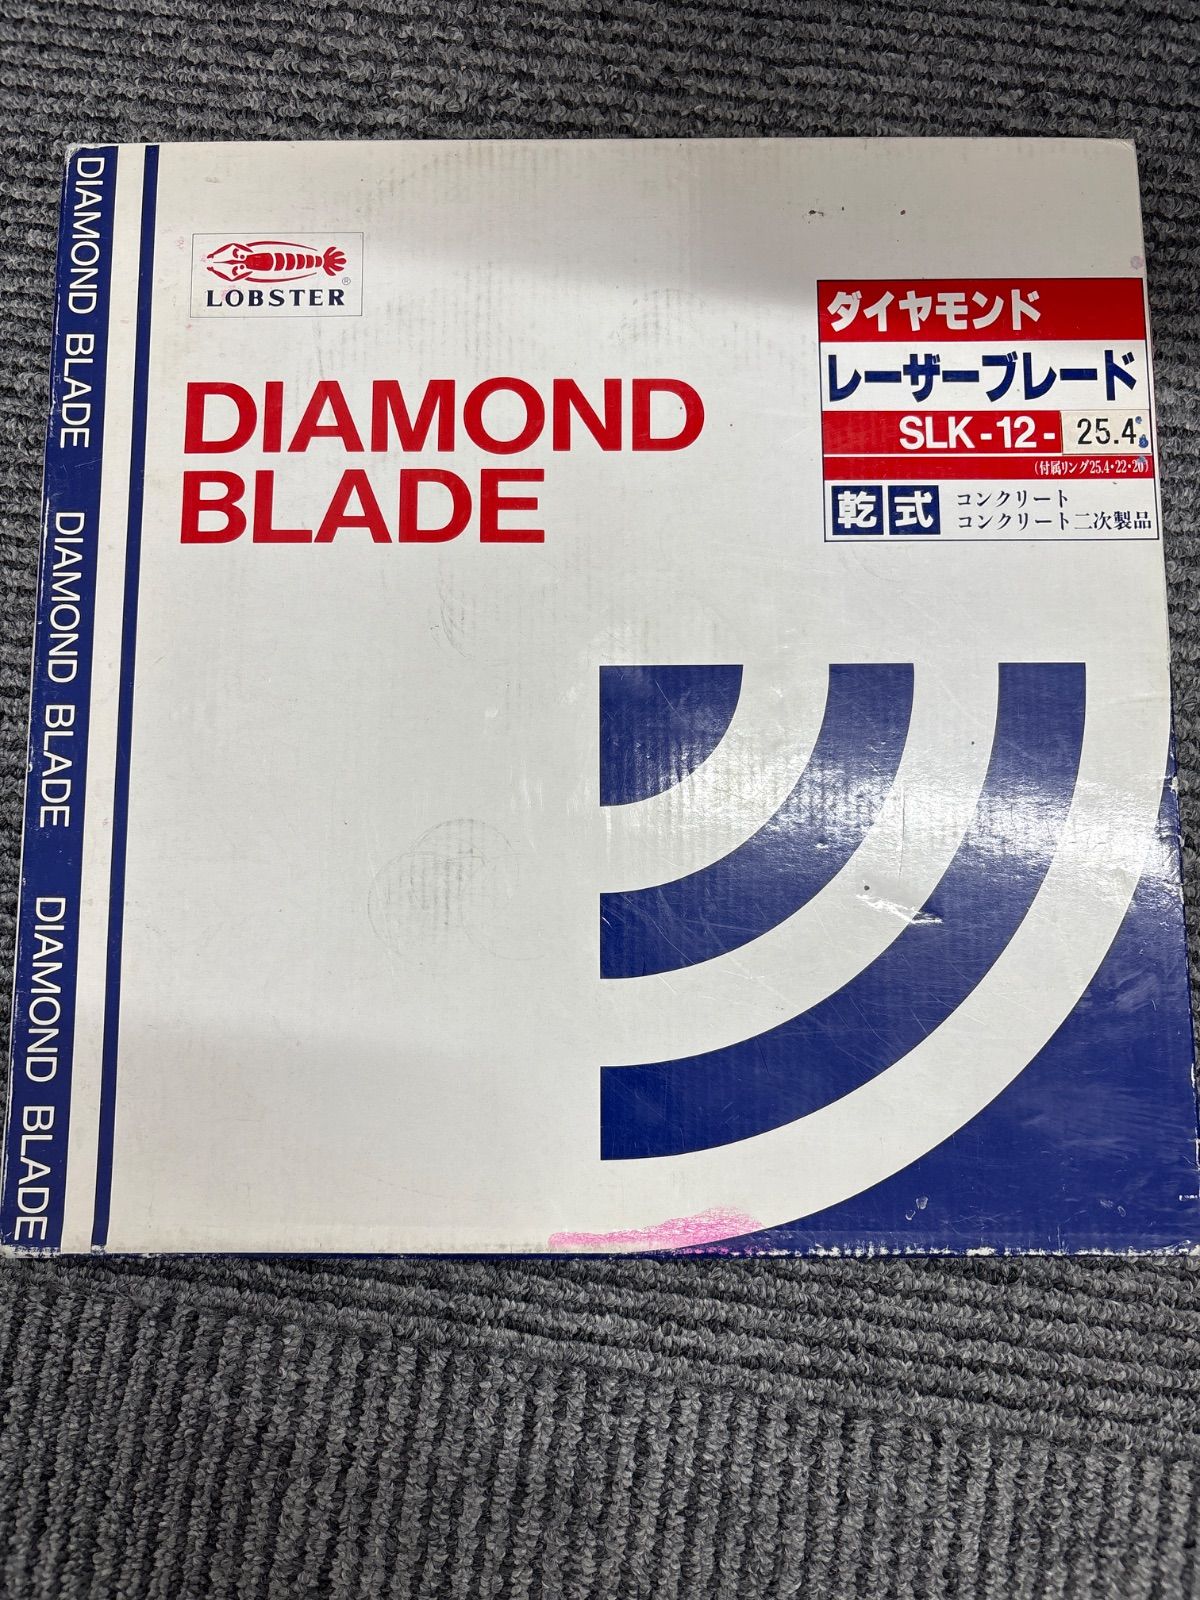 DIAMOND BLADE DIAMOND BLADE DIAMOND BLADE
LOBSTER
®
DIAMOND
BLADE
ダイヤモンド
レーザーブレード
SLK-12-25.4
(付属リング25.4・22・20)
乾式
コンクリート
コンクリート二次製品